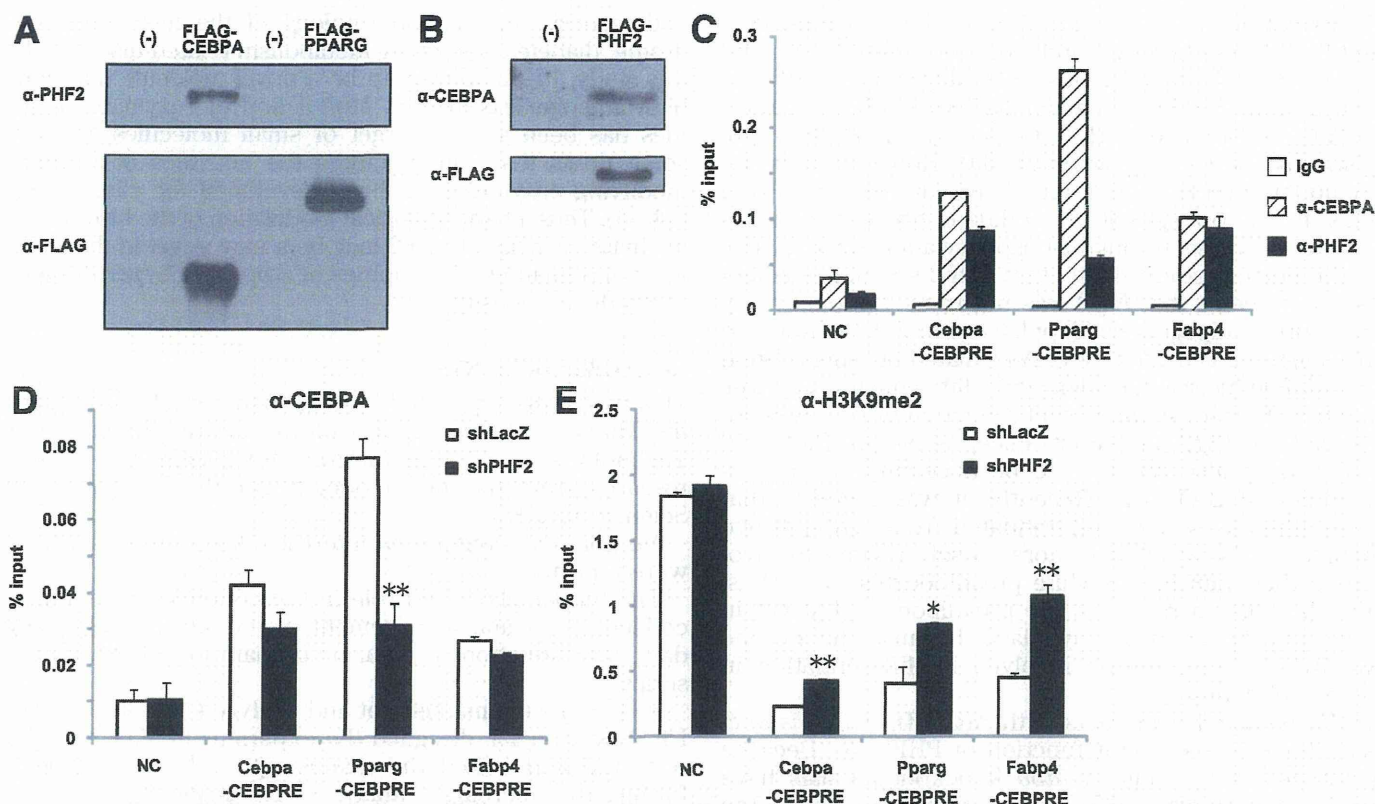 A
(-)
FLAG-
CEBPA
(-)
FLAG-
PPARG
α-PHF2
α-FLAG
B
(-)
FLAG-
PHF2
α-CEBPA
α-FLAG
C
% input
0.3
0.2
0.1
0
NC
Cebpa
-CEBPRE
Pparg
-CEBPRE
Fabp4
-CEBPRE
IgG
α-CEBPA
α-PHF2
D
α-CEBPA
% input
0.08
0.06
0.04
0.02
0
shLacZ
shPHF2
**
NC
Cebpa
-CEBPRE
Pparg
-CEBPRE
Fabp4
-CEBPRE
E
α-H3K9me2
% input
2.5
2
1.5
1
0.5
0
shLacZ
shPHF2
**
*
**
NC
Cebpa
-CEBPRE
Pparg
-CEBPRE
Fabp4
-CEBPRE